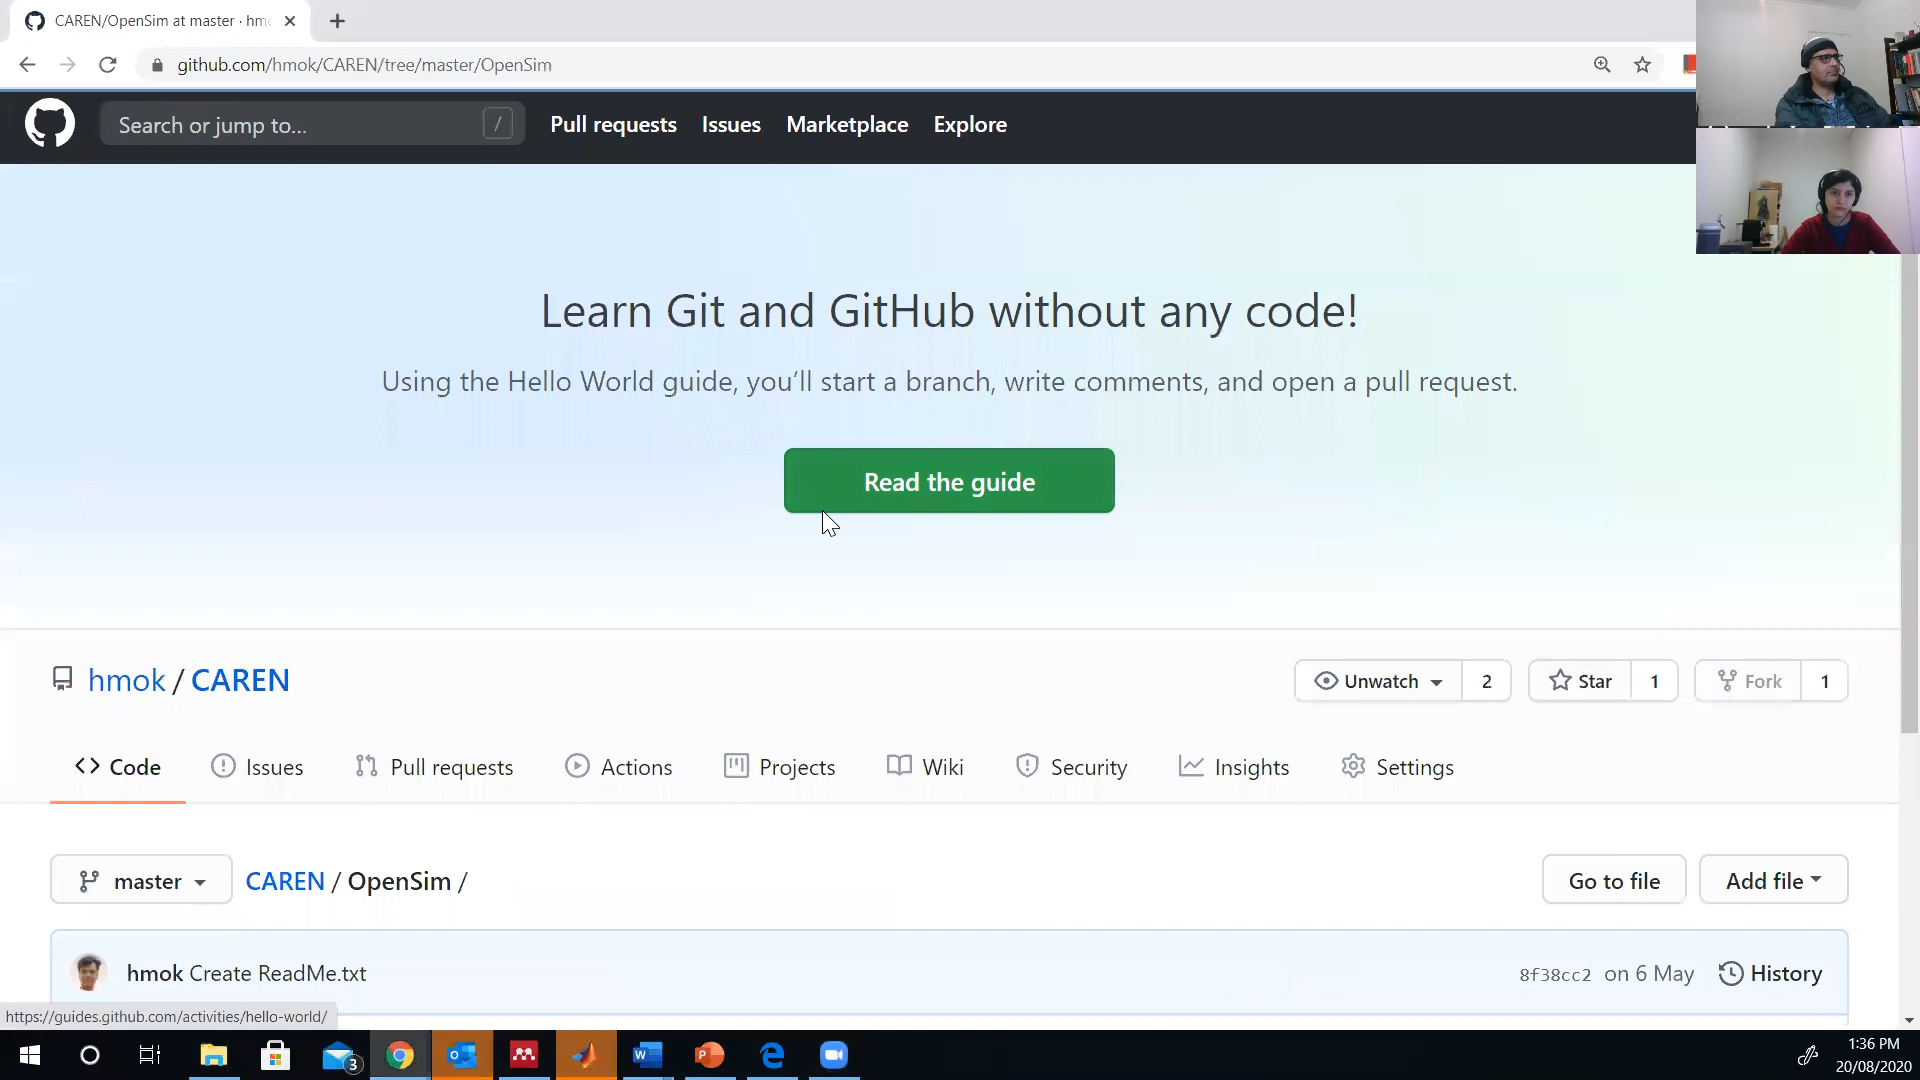 CAREN/OpenSim at master · hm
github.com/hmok/CAREN/tree/master/OpenSim
Search or jump to...
/
Pull requests
Issues
Marketplace
Explore
Learn Git and GitHub without any code!
Using the Hello World guide, you’ll start a branch, write comments, and open a pull request.
Read the guide
hmok / CAREN
Unwatch
2
Star
1
Fork
1
Code
Issues
Pull requests
Actions
Projects
Wiki
Security
Insights
Settings
master
CAREN / OpenSim /
Go to file
Add file
hmok Create ReadMe.txt
8f38cc2 on 6 May
History
https://guides.github.com/activities/hello-world/
3
1:36 PM
20/08/2020